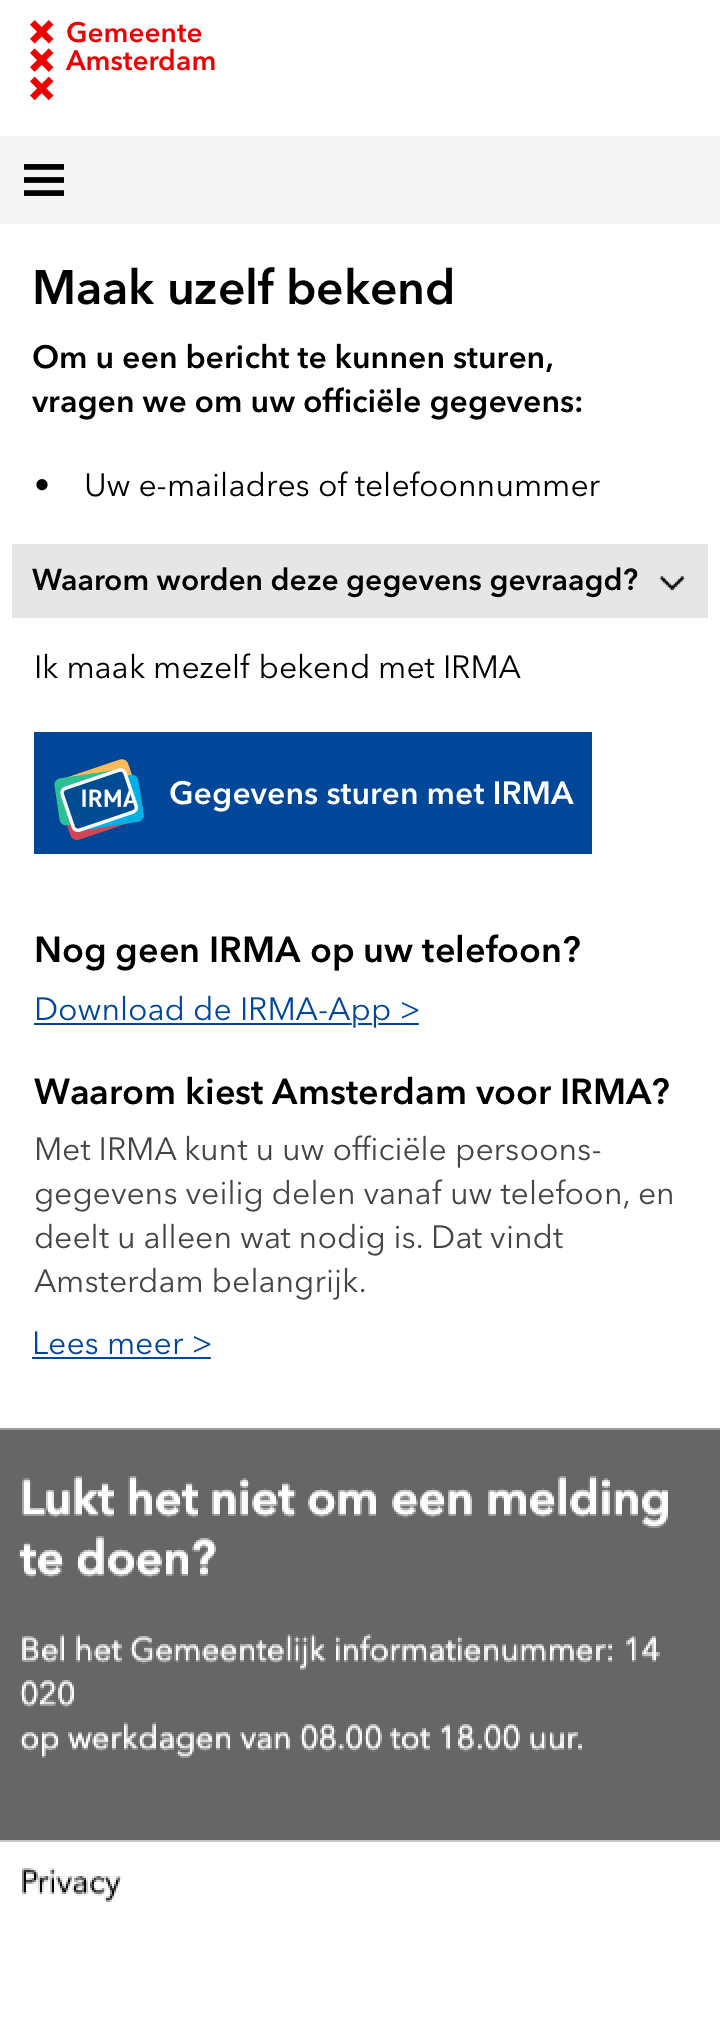 Gemeente
Amsterdam
Maak uzelf bekend
Om u een bericht te kunnen sturen,
vragen we om uw officiële gegevens:
• Uw e-mailadres of telefoonnummer
Waarom worden deze gegevens gevraagd?
Ik maak mezelf bekend met IRMA
IRMA
Gegevens sturen met IRMA
Nog geen IRMA op uw telefoon?
Download de IRMA-App >
Waarom kiest Amsterdam voor IRMA?
Met IRMA kunt u uw officiële persoons-
gegevens veilig delen vanaf uw telefoon, en
deelt u alleen wat nodig is. Dat vindt
Amsterdam belangrijk.
Lees meer >
Lukt het niet om een melding
te doen?
Bel het Gemeentelijk informatienummer: 14
020
op werkdagen van 08.00 tot 18.00 uur.
Privacy